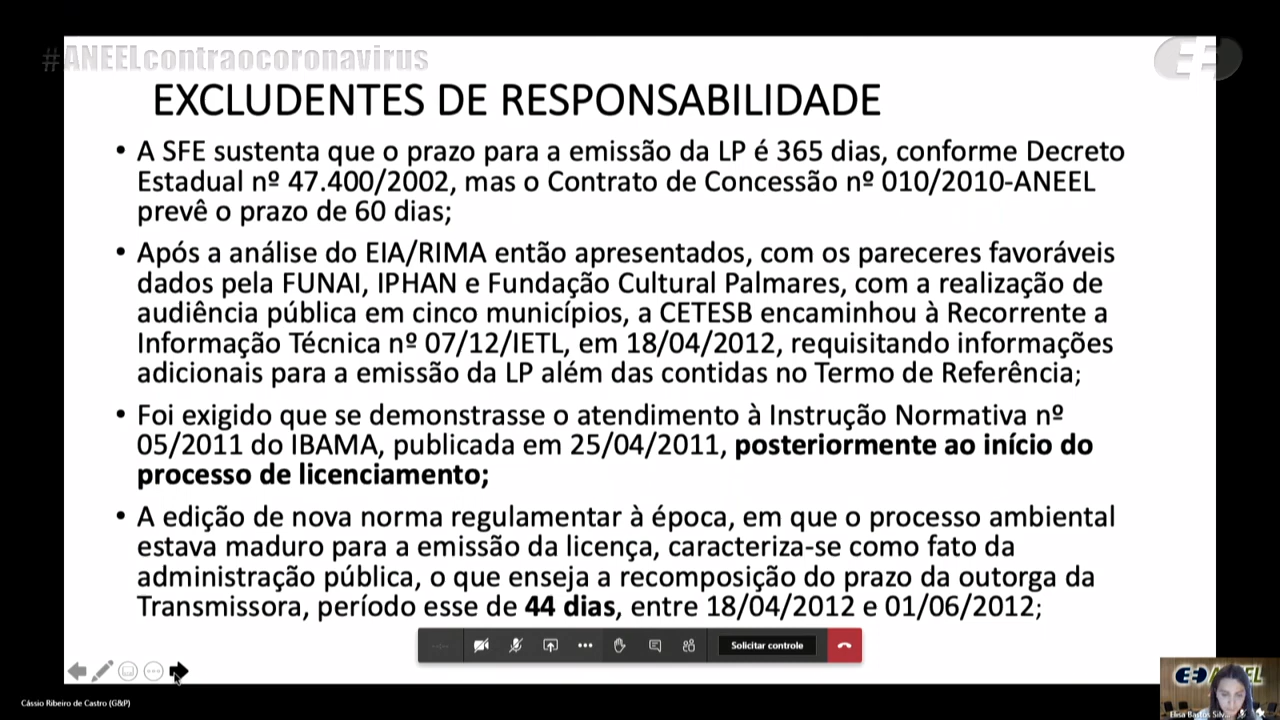 #ANEELcontraocoronavirus
EXCLUDENTES DE RESPONSABILIDADE
• A SFE sustenta que o prazo para a emissão da LP é 365 dias, conforme Decreto
Estadual nº 47.400/2002, mas o Contrato de Concessão nº 010/2010-ANEEL
prevê o prazo de 60 dias;
• Após a análise do EIA/RIMA então apresentados, com os pareceres favoráveis
dados pela FUNAI, IPHAN e Fundação Cultural Palmares, com a realização de
audiência pública em cinco municípios, a CETESB encaminhou à Recorrente a
Informação Técnica nº 07/12/IETL, em 18/04/2012, requisitando informações
adicionais para a emissão da LP além das contidas no Termo de Referência;
• Foi exigido que se demonstrasse o atendimento à Instrução Normativa nº
05/2011 do IBAMA, publicada em 25/04/2011, posteriormente ao início do
processo de licenciamento;
• A edição de nova norma regulamentar à época, em que o processo ambiental
estava maduro para a emissão da licença, caracteriza-se como fato da
administração pública, o que enseja a recomposição do prazo da outorga da
Transmissora, período esse de 44 dias, entre 18/04/2012 e 01/06/2012;
Solicitar controle
Cássio Ribeiro de Castro (G&P)
ANEEL
Elisa Bastos Silv...